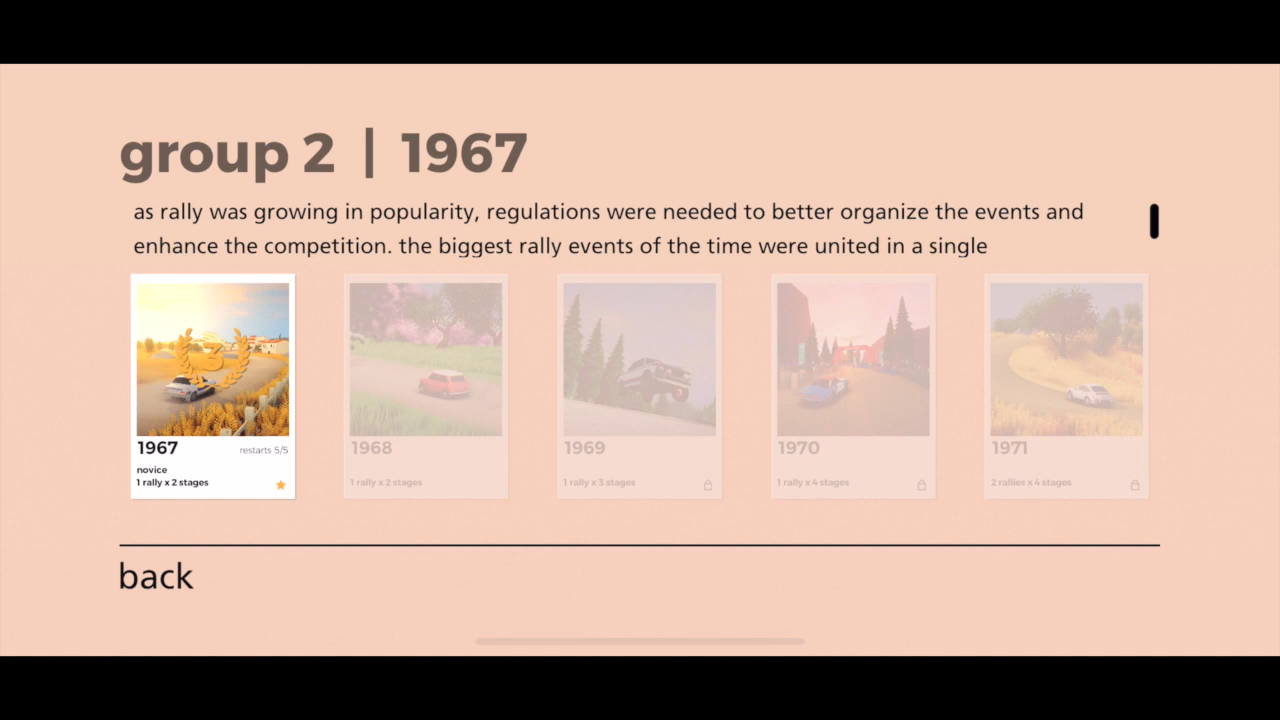 group 2 | 1967
as rally was growing in popularity, regulations were needed to better organize the events and
enhance the competition. the biggest rally events of the time were united in a single
3
1967 restarts 5/5
novice
1 rally x 2 stages
1968
1 rally x 2 stages
1969
1 rally x 3 stages
1970
1 rally x 4 stages
1971
2 rallies x 4 stages
back